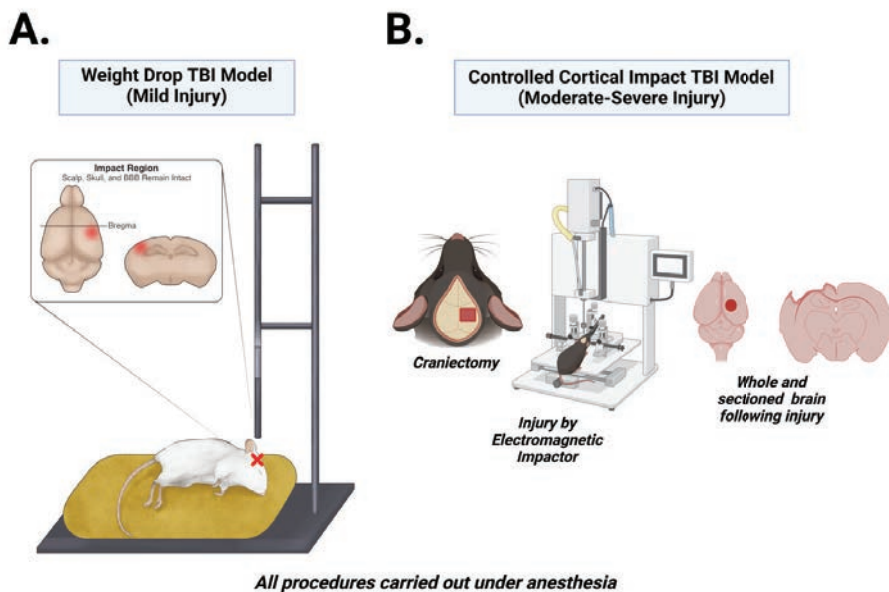 A.
Weight Drop TBI Model
(Mild Injury)
Impact Region
Scalp, Skull, and BBB Remain Intact
Bregma
B.
Controlled Cortical Impact TBI Model
(Moderate-Severe Injury)
Craniectomy
Injury by
Electromagnetic
Impactor
Whole and
sectioned brain
following injury
All procedures carried out under anesthesia